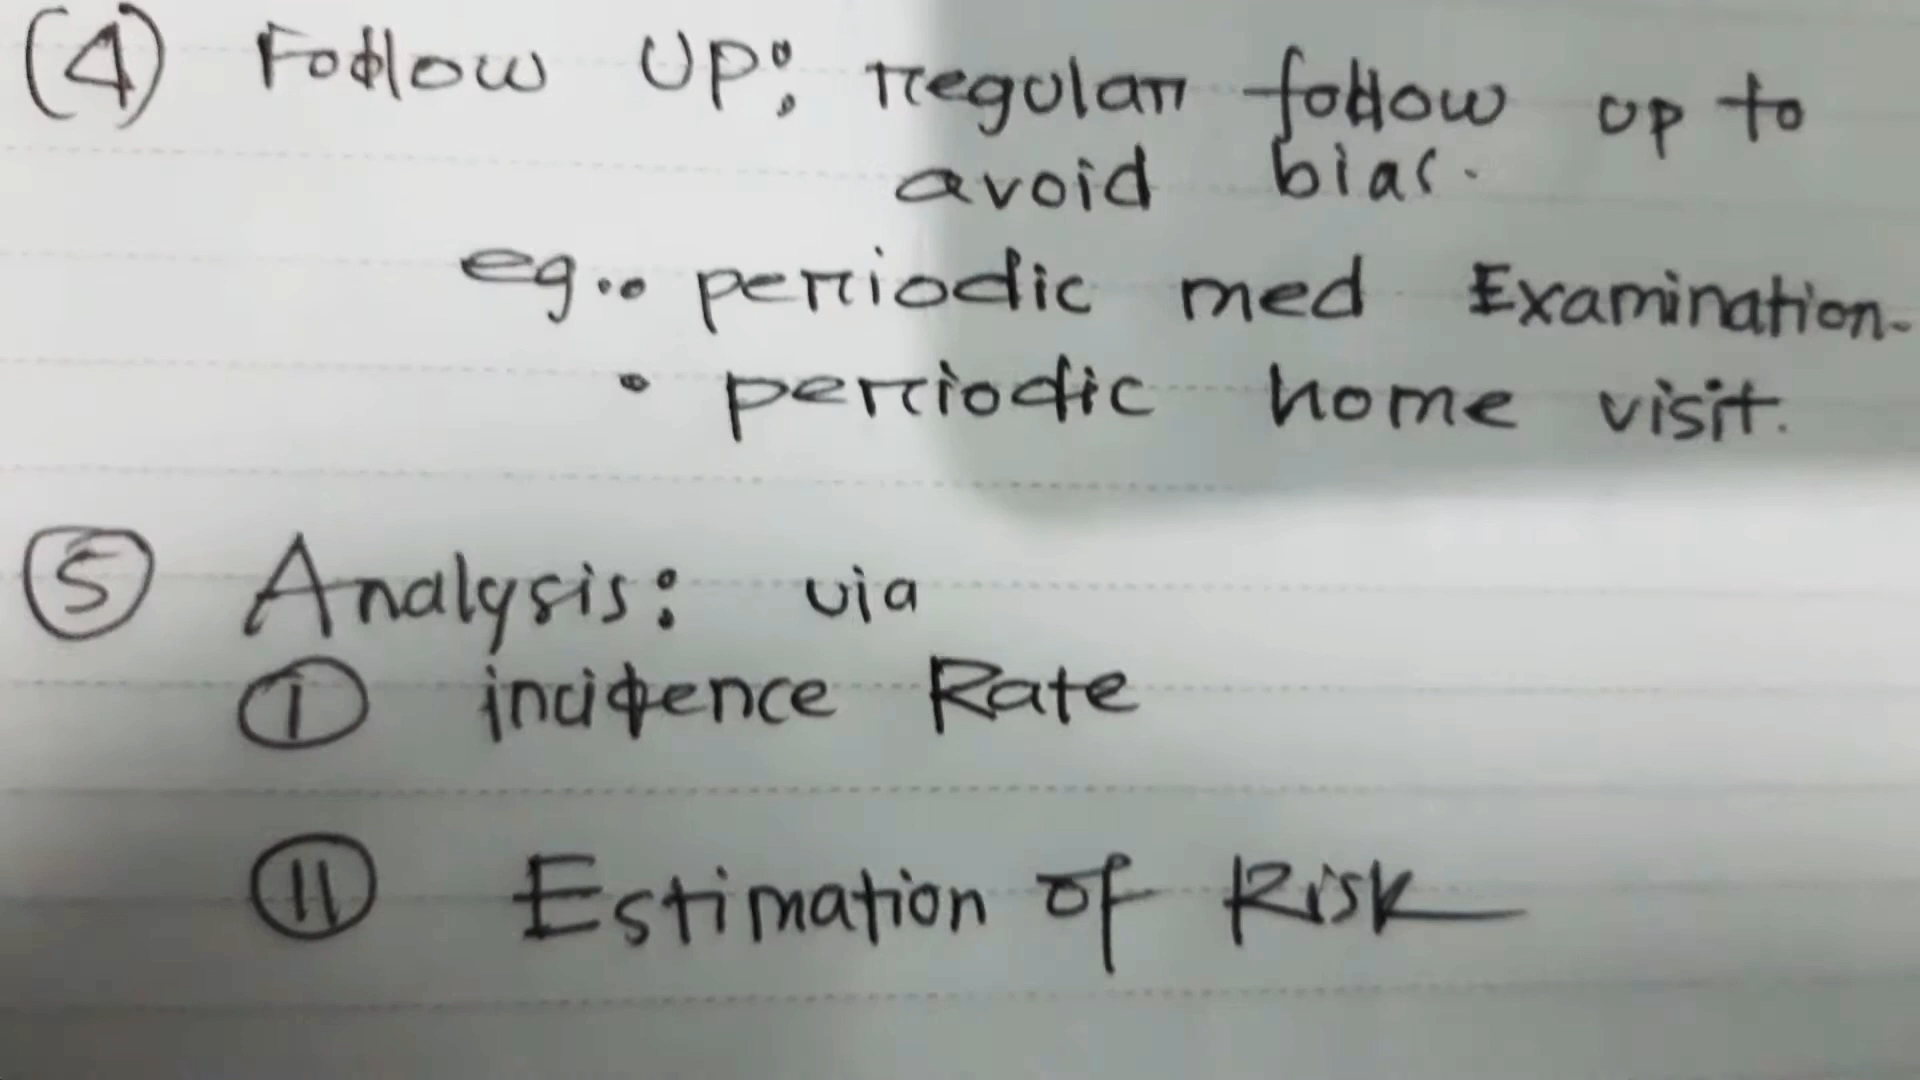 (4) Follow Up: regular follow up to
avoid bias.
eg.. periodic med Examination.
• periodic home visit.
(5) Analysis: via
(I) incidence Rate
(II) Estimation of Risk